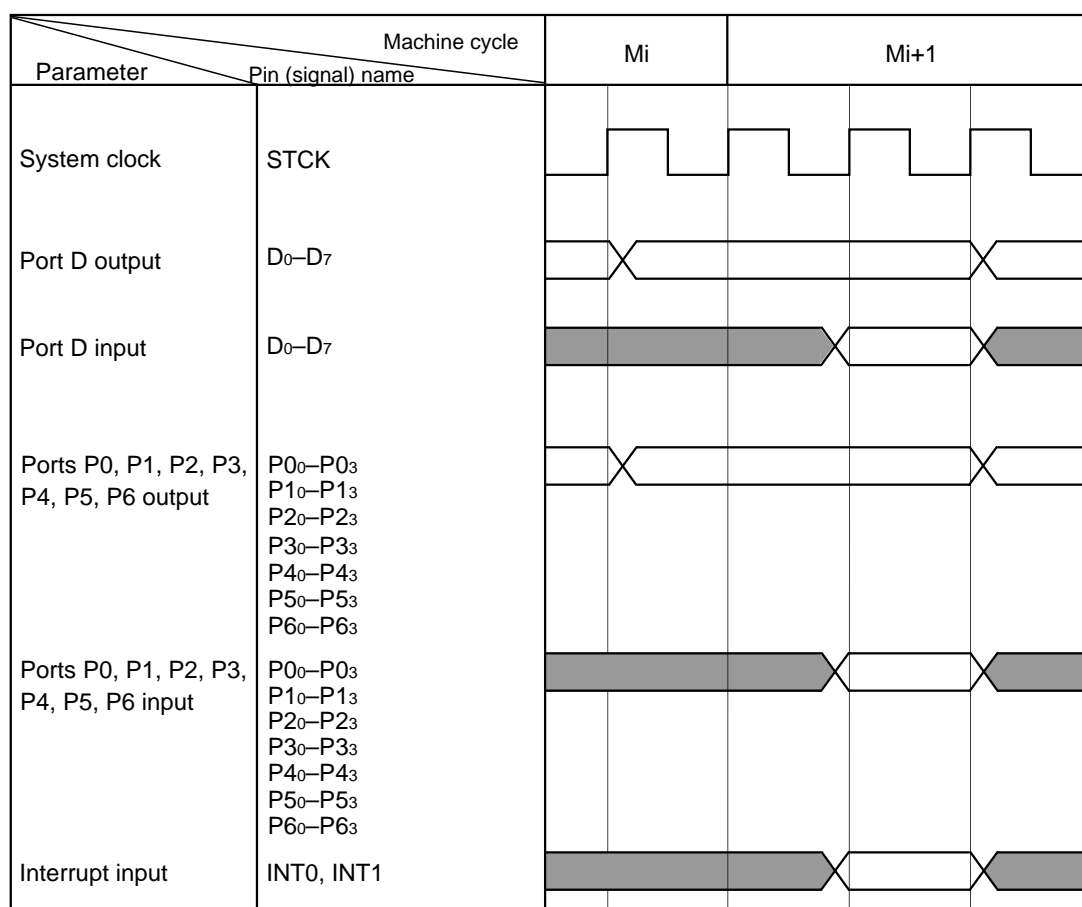 Machine cycle
Parameter
Pin (signal) name
Mi
Mi+1
System clock
STCK
Port D output
D0–D7
Port D input
D0–D7
Ports P0, P1, P2, P3,
P4, P5, P6 output
P00–P03
P10–P13
P20–P23
P30–P33
P40–P43
P50–P53
P60–P63
Ports P0, P1, P2, P3,
P4, P5, P6 input
P00–P03
P10–P13
P20–P23
P30–P33
P40–P43
P50–P53
P60–P63
Interrupt input
INT0, INT1